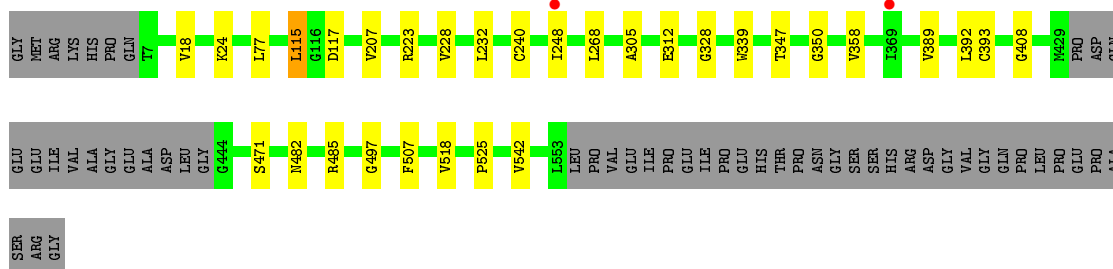 GLY MET ARG LYS HIS PRO GLN T7 V18 K24 L77 L115 G116 D117 V207 R223 V228 L232 C240 I248 L268 A305 E312 G328 W339 T347 G350 V358 I369 V389 L392 C393 G408 M429 PRO ASP GLN
GLU GLU ILE VAL ALA GLY GLU ALA ASP LEU GLY G444 S471 N482 R485 G497 F507 V518 P525 V542 L553 LEU PRO VAL GLU ILE PRO GLU ILE PRO GLU HIS THR PRO ASN GLY SER SER HIS ARG ASP GLY VAL GLY GLN PRO LEU PRO GLU PRO ALA
SER ARG GLY